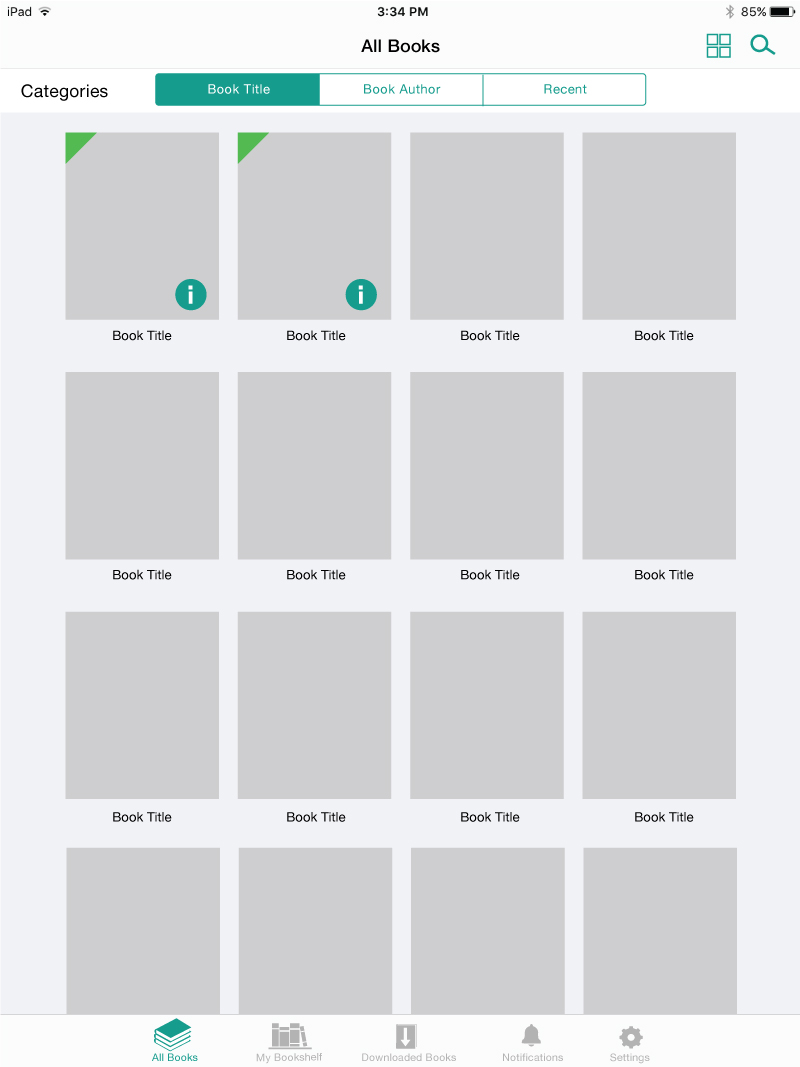 iPad 3:34 PM 85%
All Books
Categories Book Title Book Author Recent
Book Title Book Title Book Title Book Title
Book Title Book Title Book Title Book Title
Book Title Book Title Book Title Book Title
All Books My Bookshelf Downloaded Books Notifications Settings